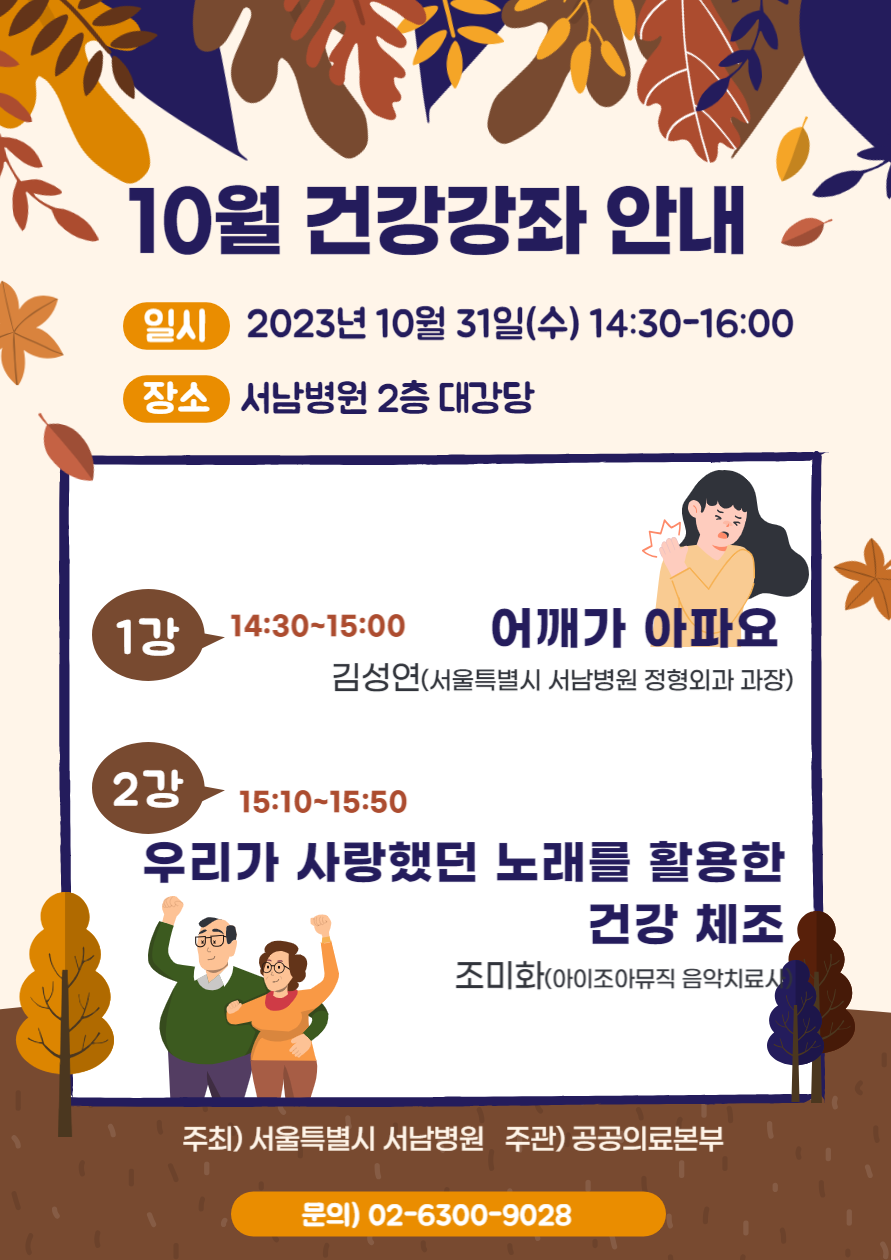 10월 건강강좌 안내
일시 2023년 10월 31일(수) 14:30-16:00
장소 서남병원 2층 대강당
1강 14:30~15:00 어깨가 아파요
김성연(서울특별시 서남병원 정형외과 과장)
2강 15:10~15:50
우리가 사랑했던 노래를 활용한
건강 체조
조미화(아이조아뮤직 음악치료사)
주최) 서울특별시 서남병원 주관) 공공의료본부
문의) 02-6300-9028